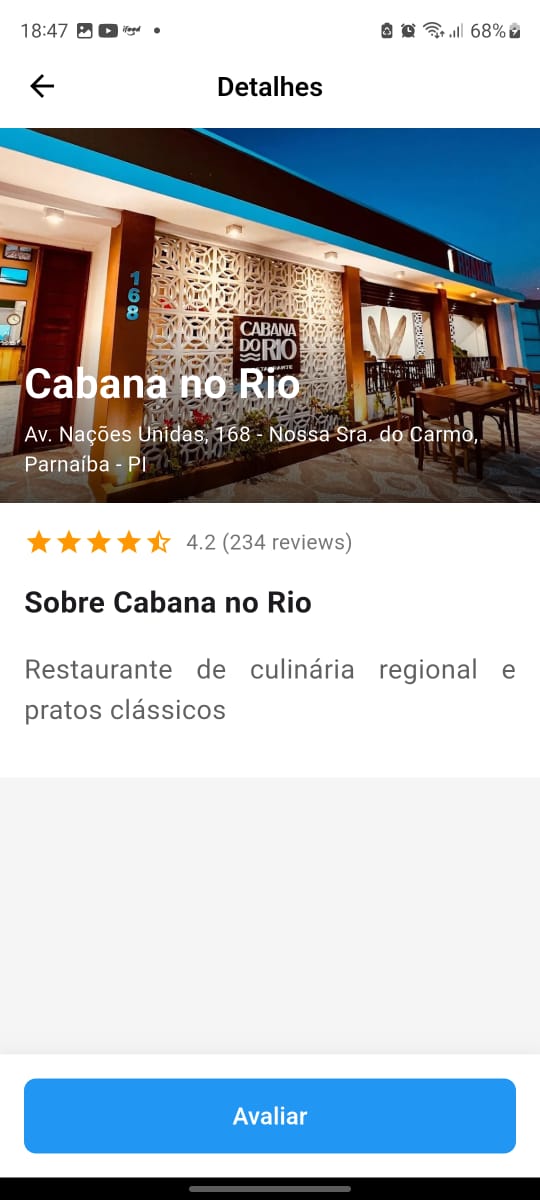 18:47
ifood
68%
Detalhes
168
CABANA
DO RIO
Cabana no Rio
Av. Nações Unidas, 168 - Nossa Sra. do Carmo,
Parnaíba - PI
4.2 (234 reviews)
Sobre Cabana no Rio
Restaurante de culinária regional e
pratos clássicos
Avaliar